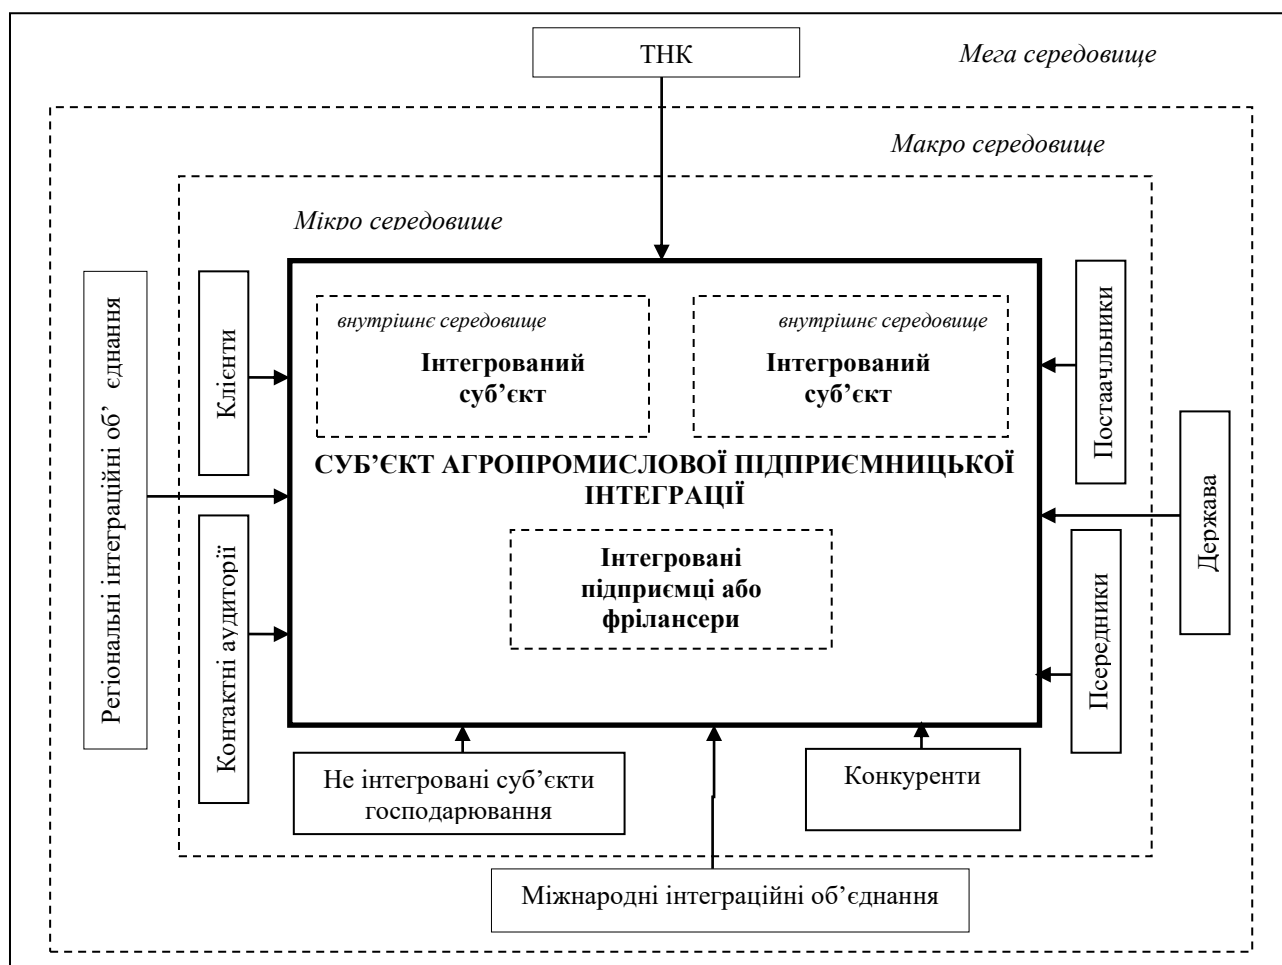 ТНК
Мега середовище
Макро середовище
Мікро середовище
Регіональні інтеграційні об’ єднання
Клієнти
Контактні аудиторії
внутрішнє середовище
Інтегрований
суб’єкт
внутрішнє середовище
Інтегрований
суб’єкт
СУБ’ЄКТ АГРОПРОМИСЛОВОЇ ПІДПРИЄМНИЦЬКОЇ
ІНТЕГРАЦІЇ
Інтегровані
підприємці або
фрілансери
Постаачльники
Держава
Псередники
Не інтегровані суб’єкти
господарювання
Конкуренти
Міжнародні інтеграційні об’єднання